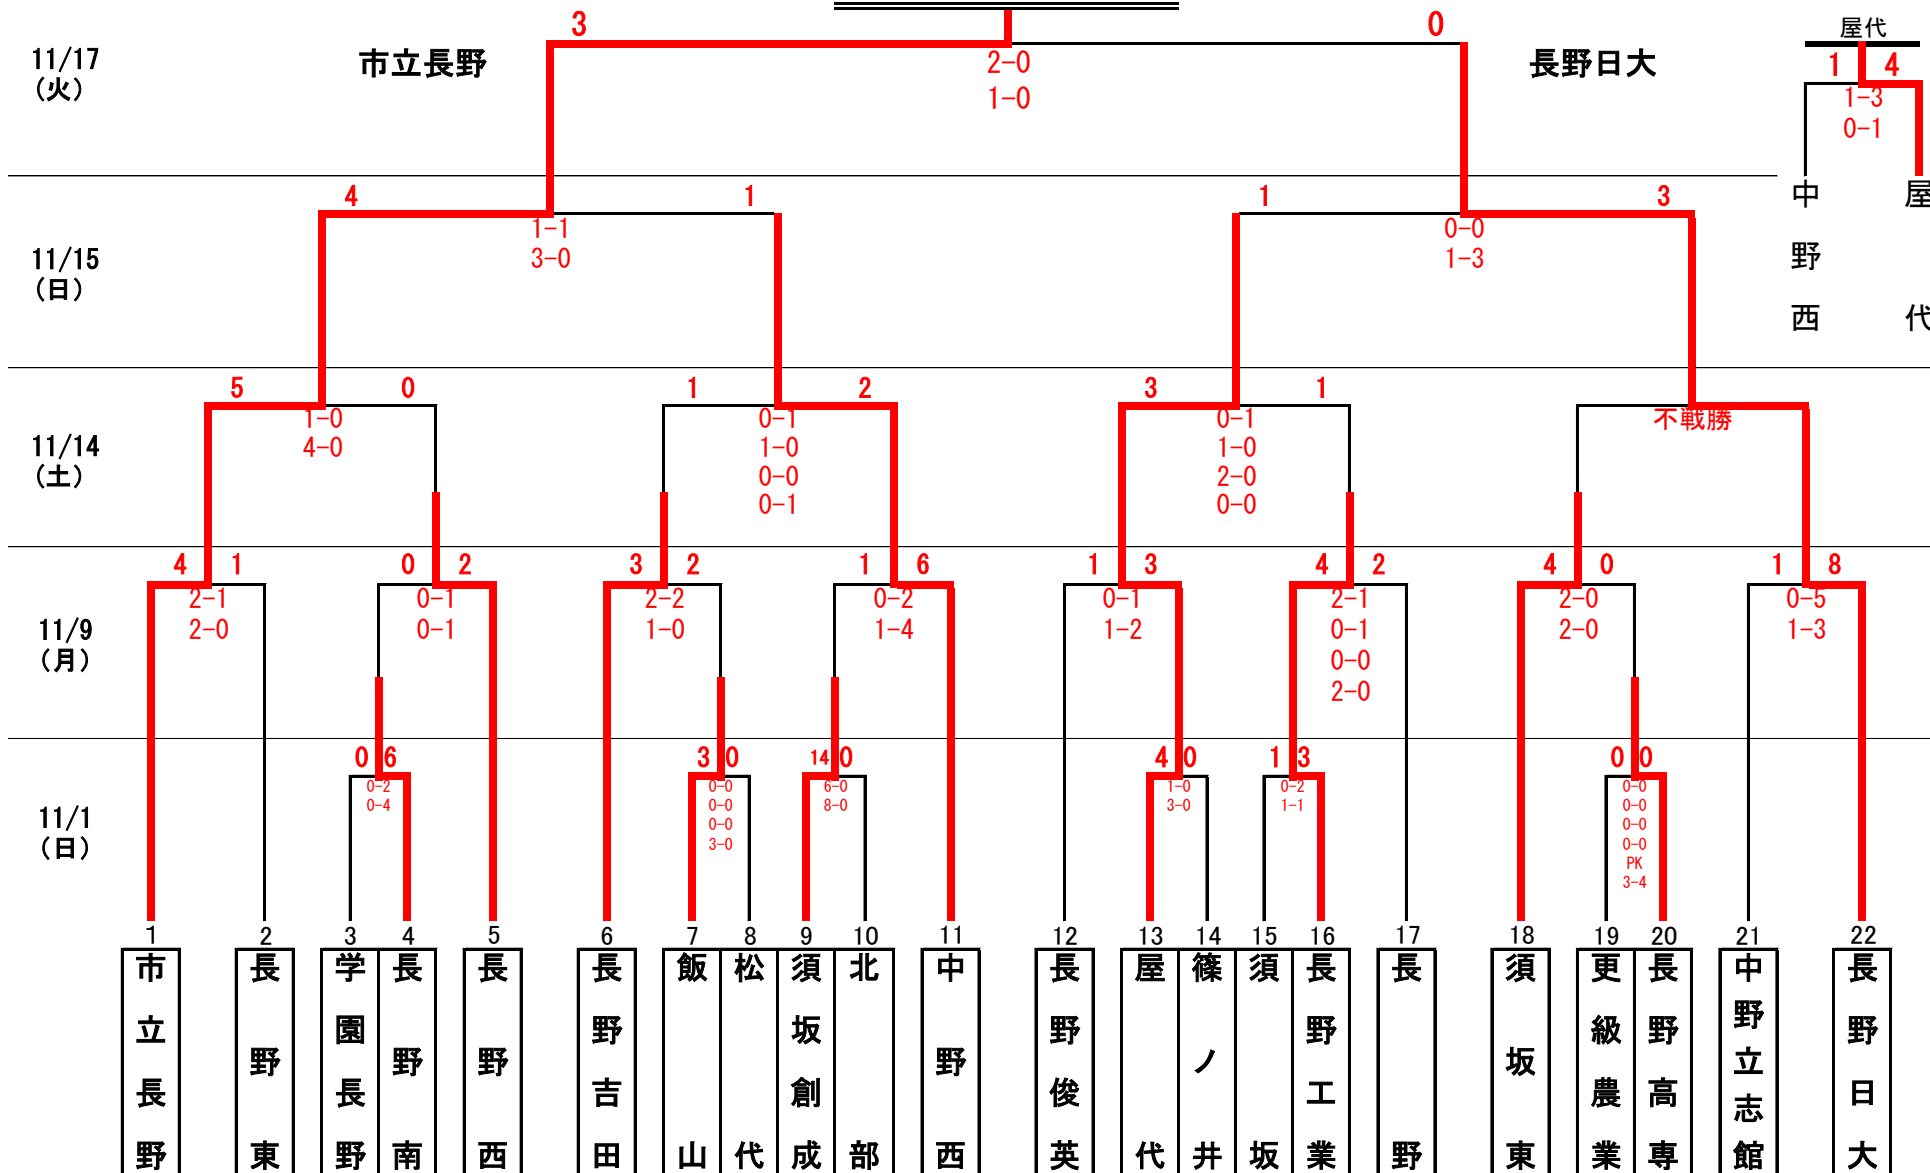 3 0
屋代
11/17
(火)
市立長野
長野日大
2-0
1-0
1 4
1-3
0-1
中野西
屋代
4 1 1 3
11/15
(日)
1-1
3-0
0-0
1-3
5 0 1 2 3 1
11/14
(土)
1-0
4-0
0-1
1-0
0-0
0-1
0-1
1-0
2-0
0-0
不戦勝
4 1 0 2 3 2 1 6 1 3 4 2 4 0 1 8
11/9
(月)
2-1
2-0
0-1
0-1
2-2
1-0
0-2
1-4
0-1
1-2
2-1
0-1
0-0
2-0
2-0
2-0
0-5
1-3
0 6 3 0 14 0 4 0 1 3 0 0
11/1
(日)
0-2
0-4
0-0
0-0
0-0
3-0
6-0
8-0
1-0
3-0
0-2
1-1
0-0
0-0
0-0
0-0
PK
3-4
1 2 3 4 5 6 7 8 9 10 11 12 13 14 15 16 17 18 19 20 21 22
市立長野
長野東
学園長野
長野南
長野西
長野吉田
飯山
松代
須坂創成
北部
中野西
長野俊英
屋代
篠ノ井
須坂
長野工業
長野
須坂東
更級農業
長野高専
中野立志館
長野日大